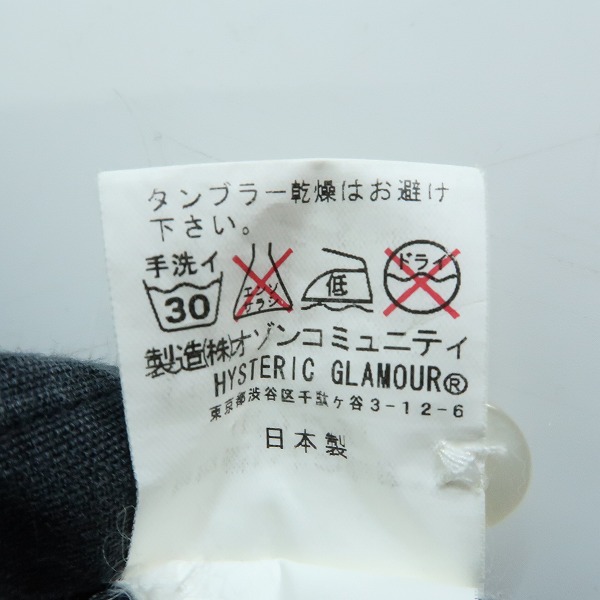 タンブラー乾燥はお避け
下さい。
手洗イ
30
エンソ
サラシ
低
ドライ
製造(株)オゾンコミュニティ
HYSTERIC GLAMOUR®
東京都渋谷区千駄ヶ谷3-12-6
日本製